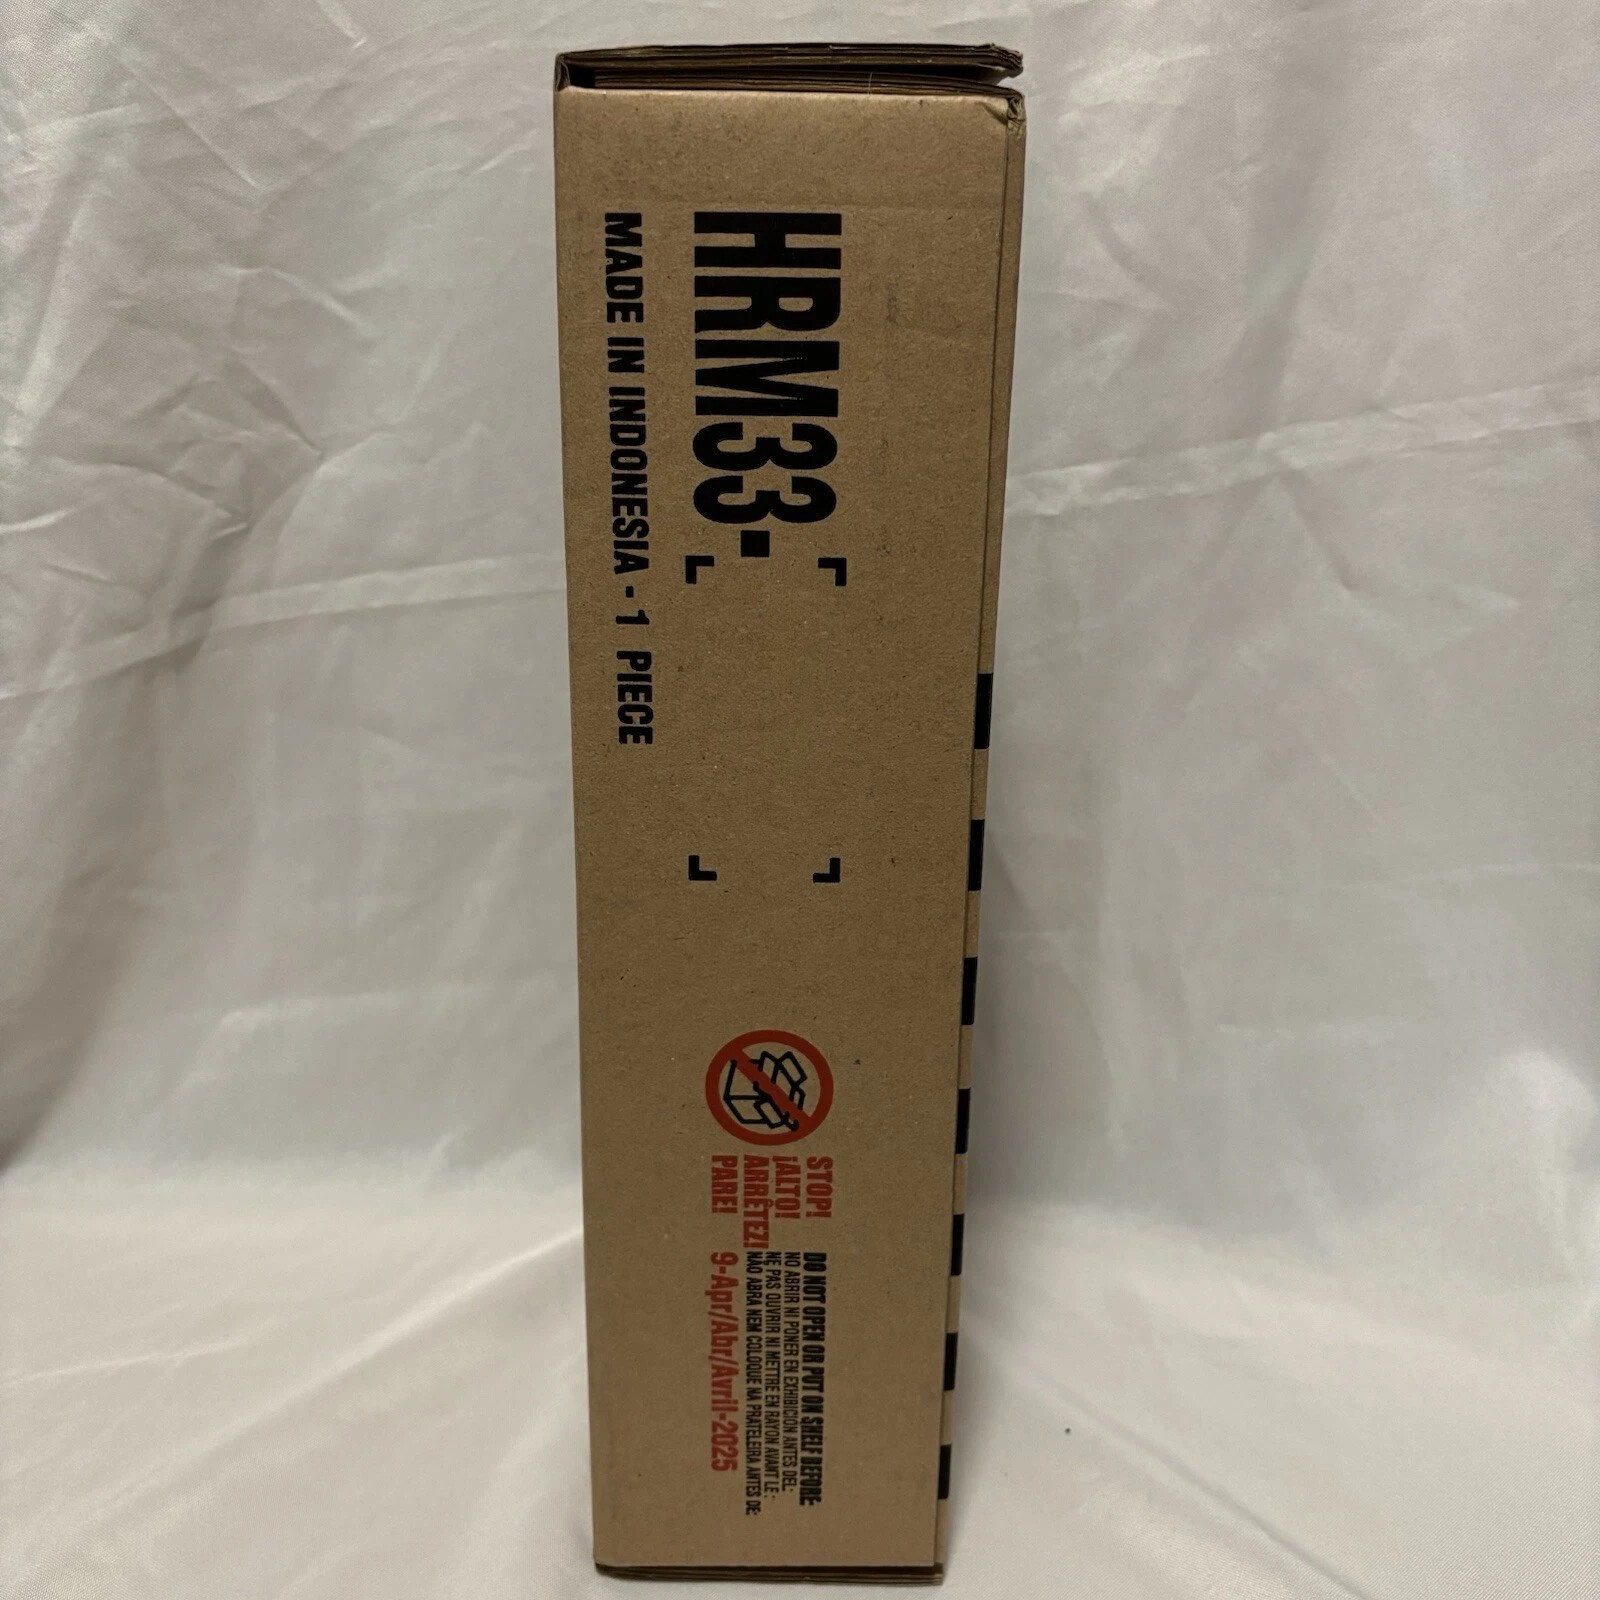 HRM33-
MADE IN INDONESIA - 1 PIECE
STOP!
¡ALTO!
ARRÊTEZ!
PARE!
DO NOT OPEN OR PUT ON SHELF BEFORE:
NO ABRIR NI PONER EN EXHIBICIÓN ANTES DEL:
NE PAS OUVRIR NI METTRE EN RAYON AVANT LE :
NÃO ABRA NEM COLOQUE NA PRATELEIRA ANTES DE:
9-Apr/Abr/Avril-2025